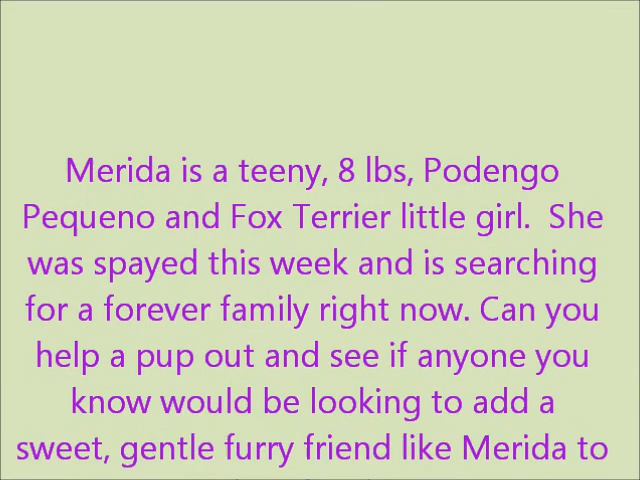 Merida is a teeny, 8 lbs, Podengo
Pequeno and Fox Terrier little girl.  She
was spayed this week and is searching
for a forever family right now. Can you
help a pup out and see if anyone you
know would be looking to add a
sweet, gentle furry friend like Merida to